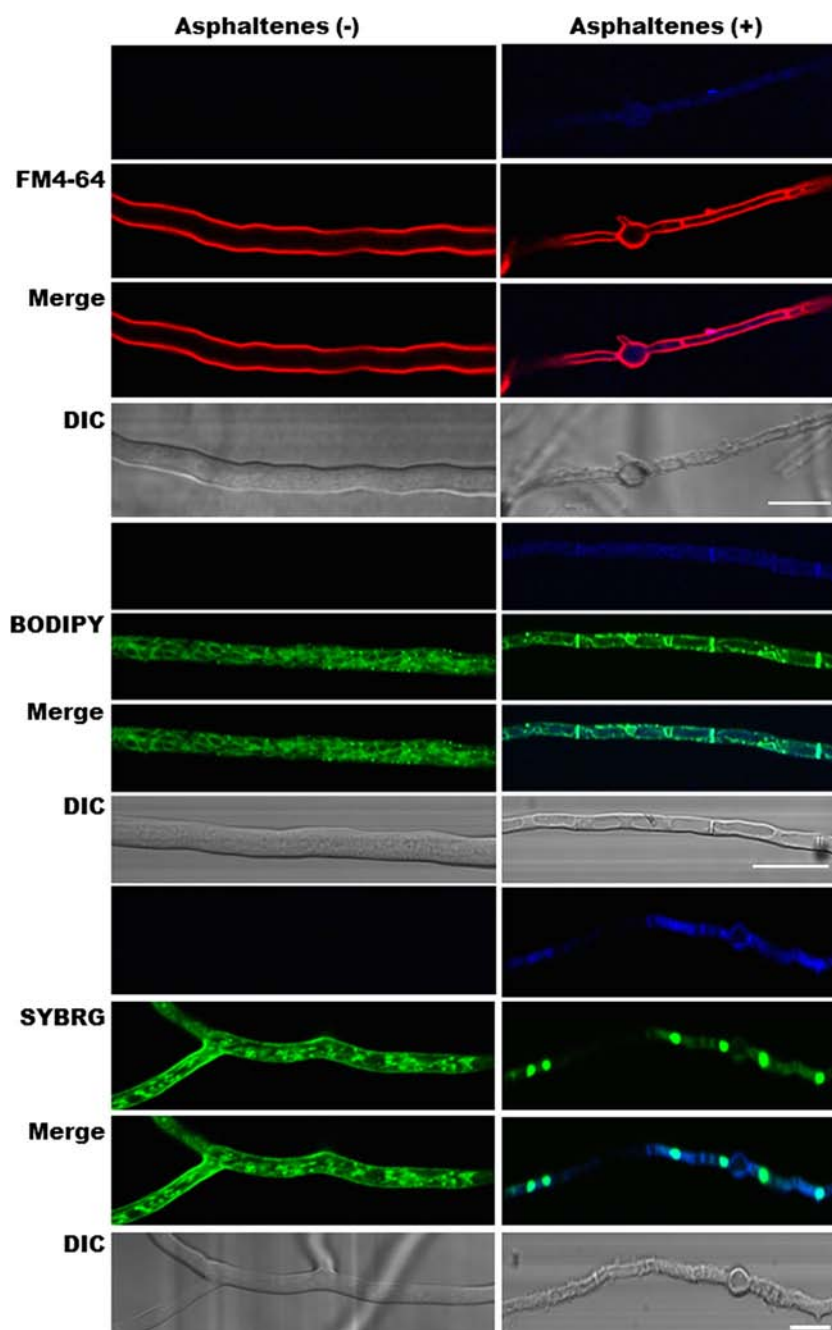 Asphaltenes (-) Asphaltenes (+)
FM4-64
Merge
DIC
BODIPY
Merge
DIC
SYBRG
Merge
DIC